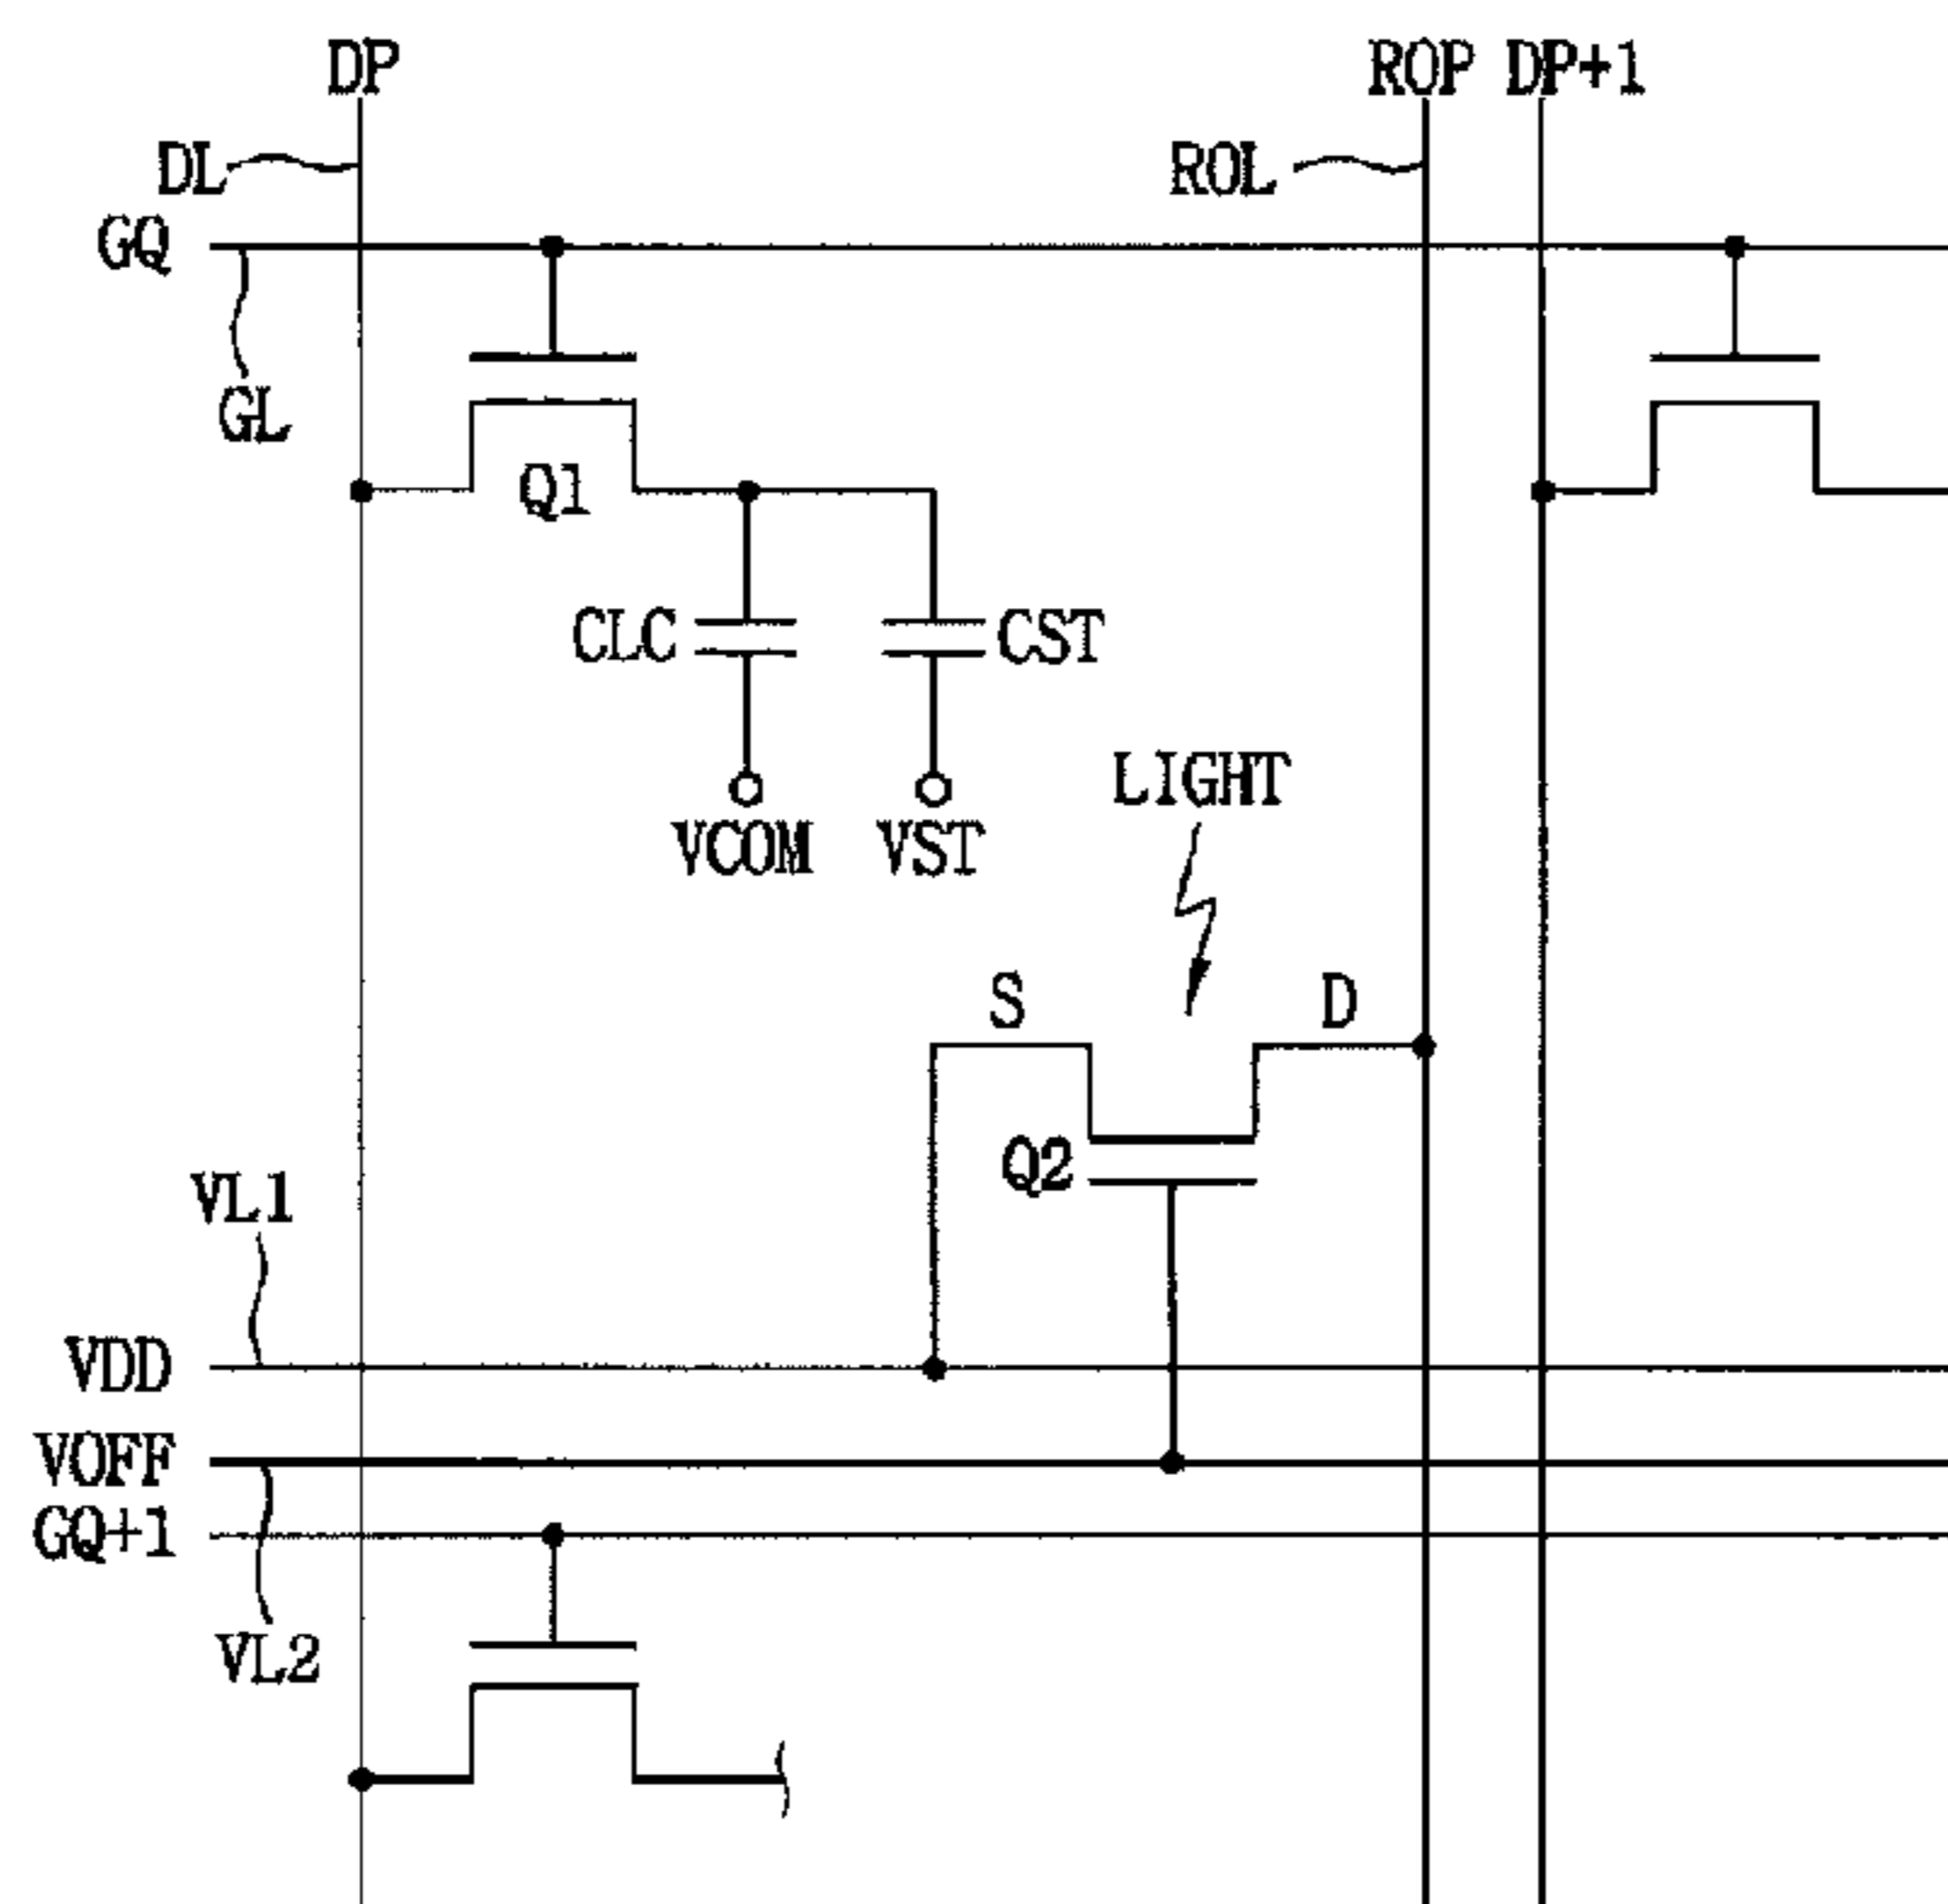 DP
ROP DP+1
DL
ROL
GQ
GL
Q1
CLC
CST
LIGHT
VCOM
VST
S
D
Q2
VL1
VDD
VOFF
GQ+1
VL2